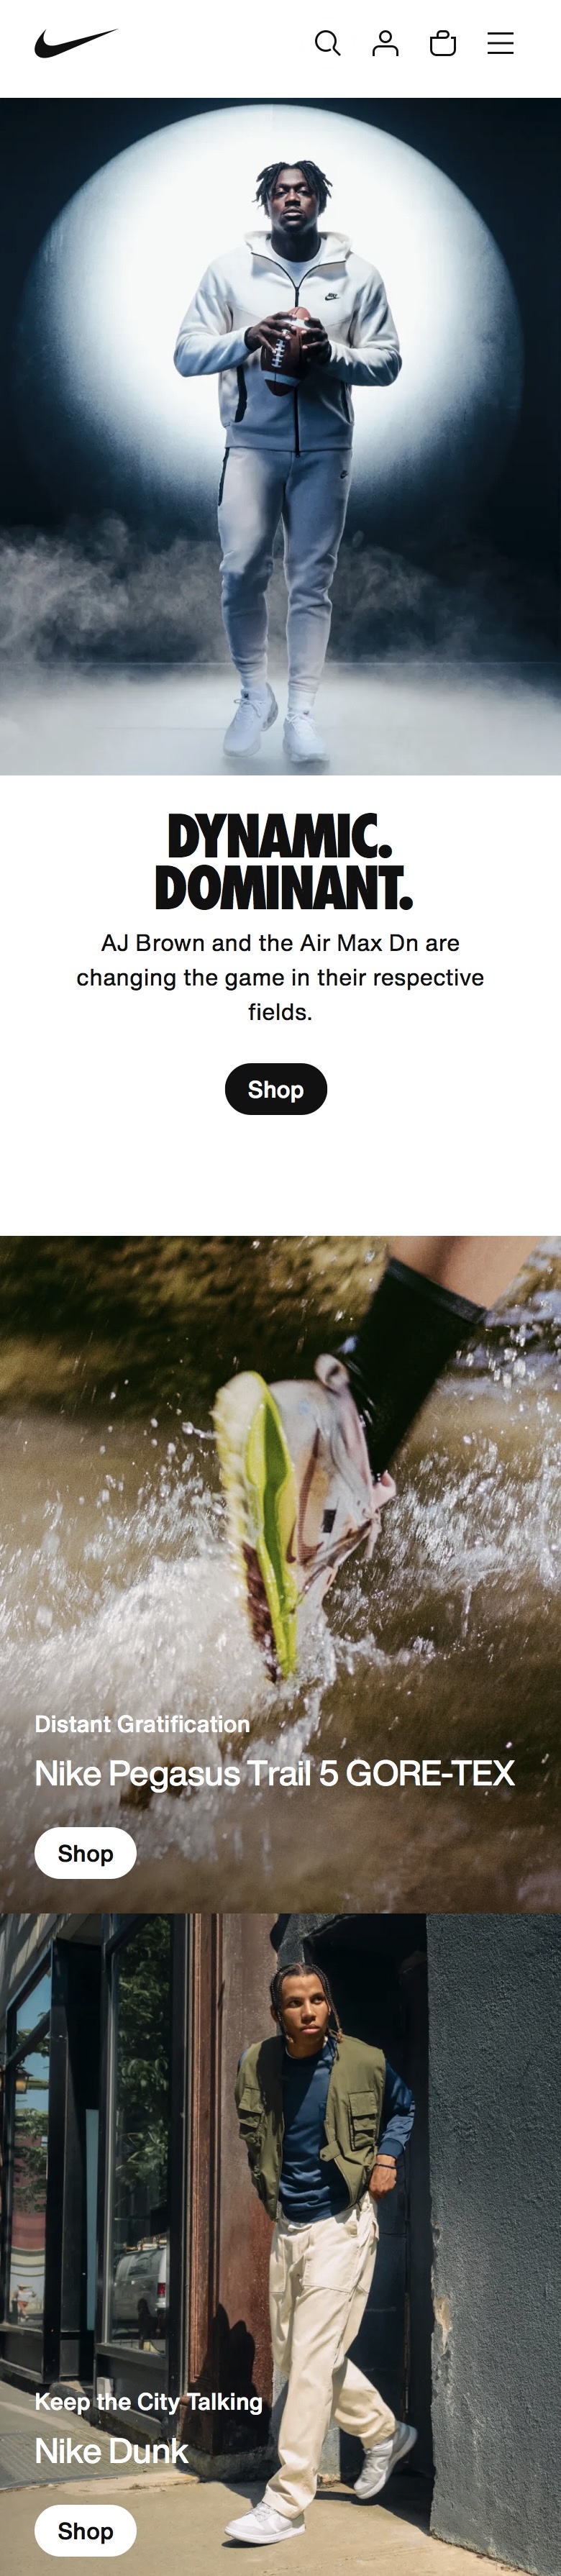 DYNAMIC.
DOMINANT.
AJ Brown and the Air Max Dn are
changing the game in their respective
fields.
Shop
Distant Gratification
Nike Pegasus Trail 5 GORE-TEX
Shop
Keep the City Talking
Nike Dunk
Shop